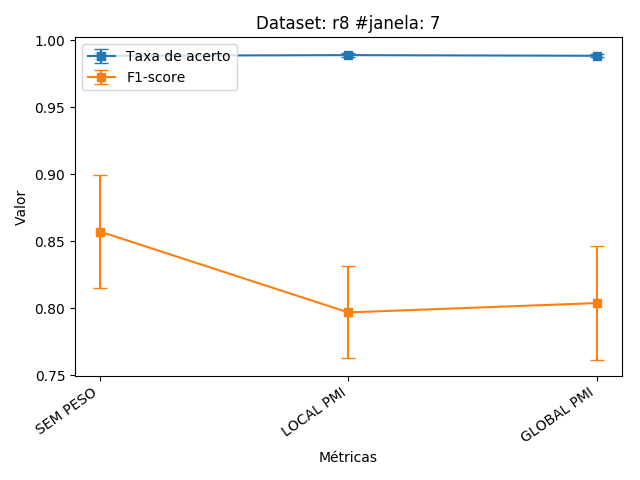 Dataset: r8 #janela: 7
Taxa de acerto
F1-score
1.00
0.95
0.90
0.85
0.80
0.75
Valor
SEM PESO
LOCAL PMI
GLOBAL PMI
Métricas